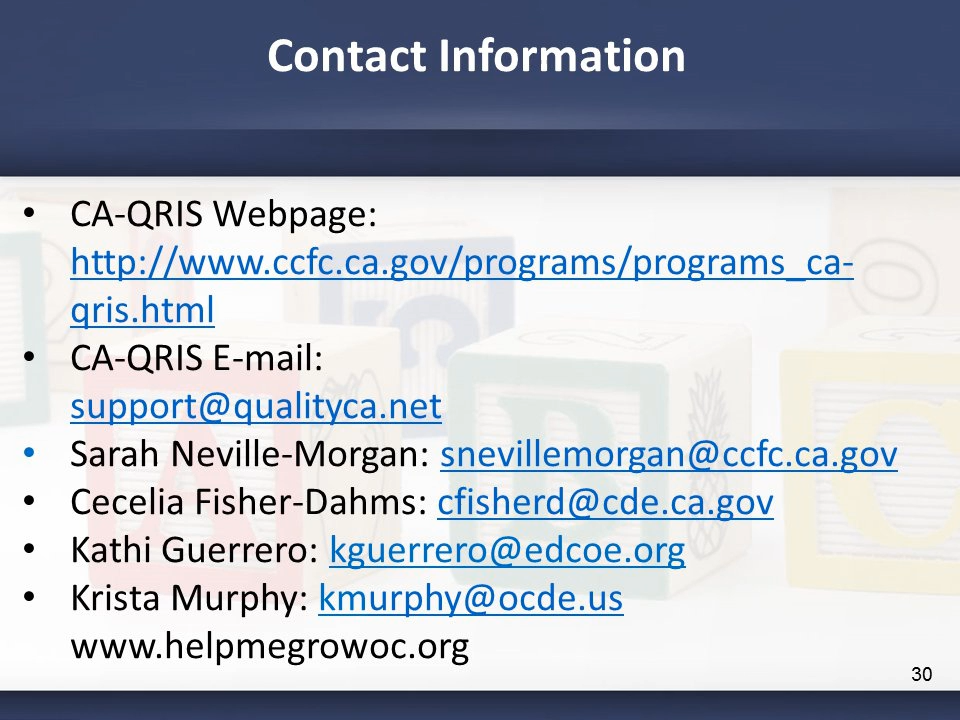 Contact Information
• CA-QRIS Webpage:
http://www.ccfc.ca.gov/programs/programs_ca-
qris.html
• CA-QRIS E-mail:
support@qualityca.net
• Sarah Neville-Morgan: snevillemorgan@ccfc.ca.gov
• Cecelia Fisher-Dahms: cfisherd@cde.ca.gov
• Kathi Guerrero: kguerrero@edcoe.org
• Krista Murphy: kmurphy@ocde.us
www.helpmegrowoc.org
30